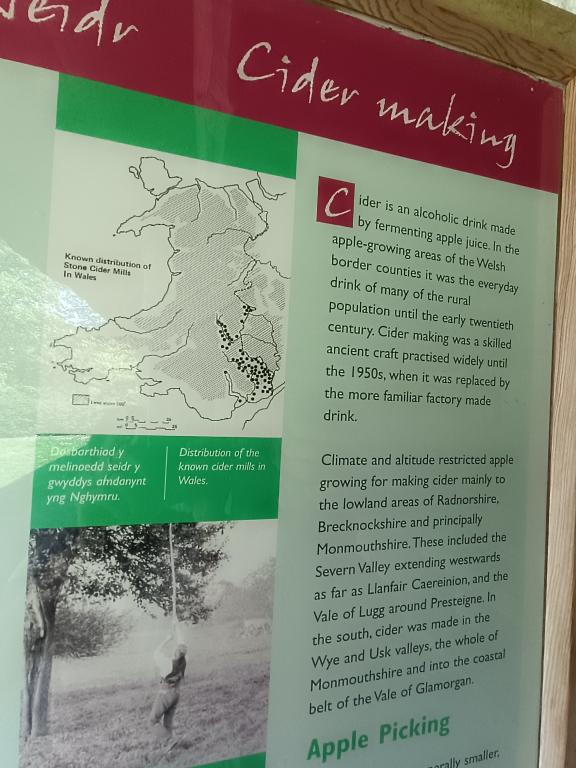 Cider making
Known distribution of
Stone Cider Mills
In Wales
Dosbarthiad y
melinoedd seidr y
gwyddys amdanynt
yng Nghymru.
Distribution of the
known cider mills in
Wales.
Cider is an alcoholic drink made
by fermenting apple juice. In the
apple-growing areas of the Welsh
border counties it was the everyday
drink of many of the rural
population until the early twentieth
century. Cider making was a skilled
ancient craft practised widely until
the 1950s, when it was replaced by
the more familiar factory made
drink.
Climate and altitude restricted apple
growing for making cider mainly to
the lowland areas of Radnorshire,
Brecknockshire and principally
Monmouthshire. These included the
Severn Valley extending westwards
as far as Llanfair Caereinion, and the
Vale of Lugg around Presteigne. In
the south, cider was made in the
Wye and Usk valleys, the whole of
Monmouthshire and into the coastal
belt of the Vale of Glamorgan.
Apple Picking
smaller,